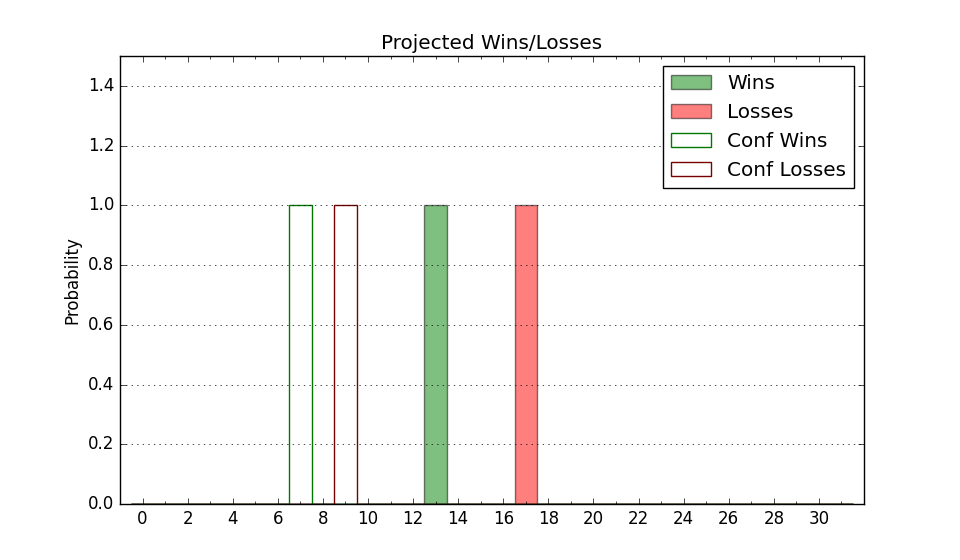 Projected Wins/Losses
Wins
Losses
Conf Wins
Conf Losses
Probability
1.4
1.2
1.0
0.8
0.6
0.4
0.2
0.0
0 2 4 6 8 10 12 14 16 18 20 22 24 26 28 30